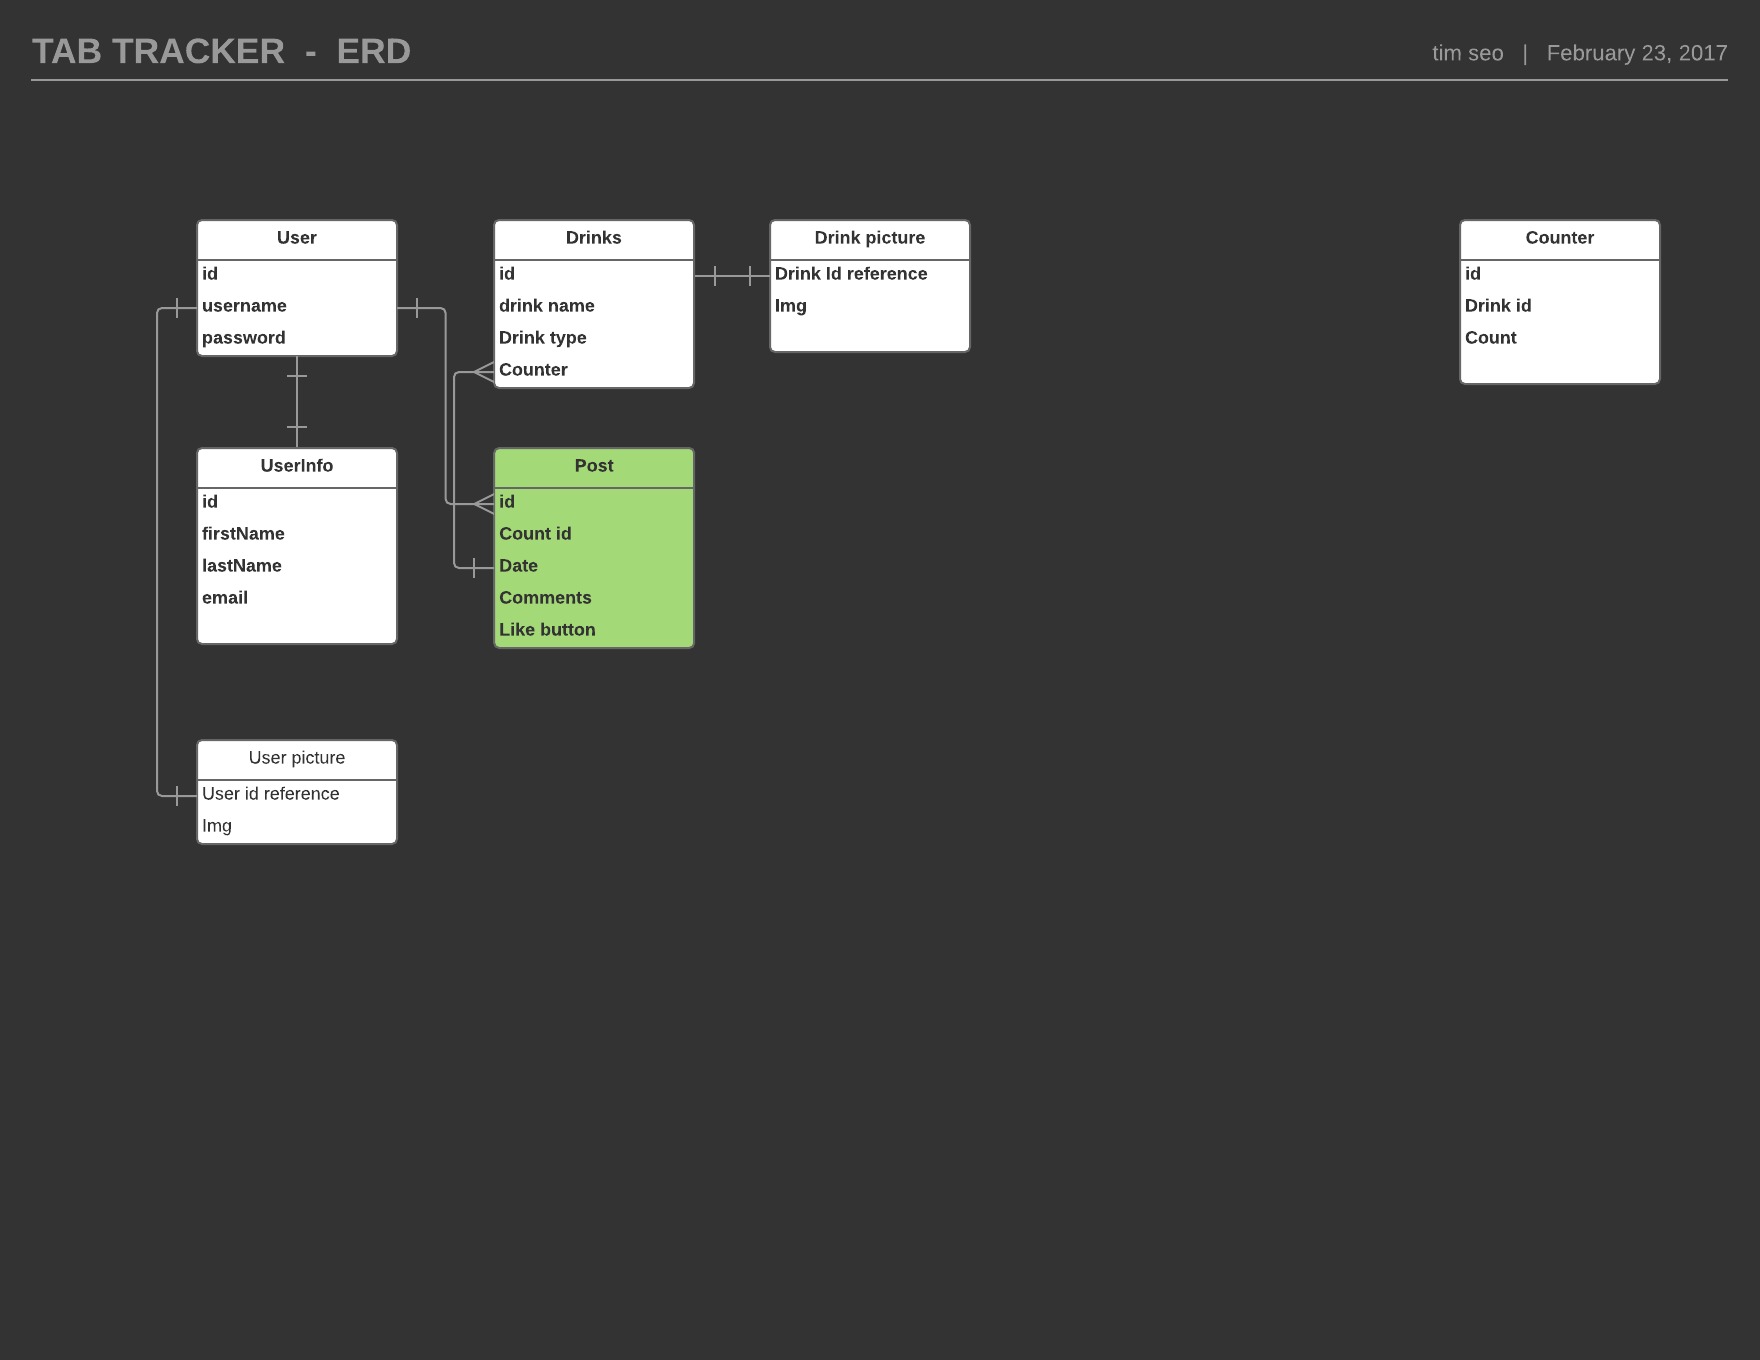 TAB TRACKER - ERD
tim seo | February 23, 2017
User
id
username
password
Drinks
id
drink name
Drink type
Counter
Drink picture
Drink Id reference
Img
Counter
id
Drink id
Count
UserInfo
id
firstName
lastName
email
Post
id
Count id
Date
Comments
Like button
User picture
User id reference
Img